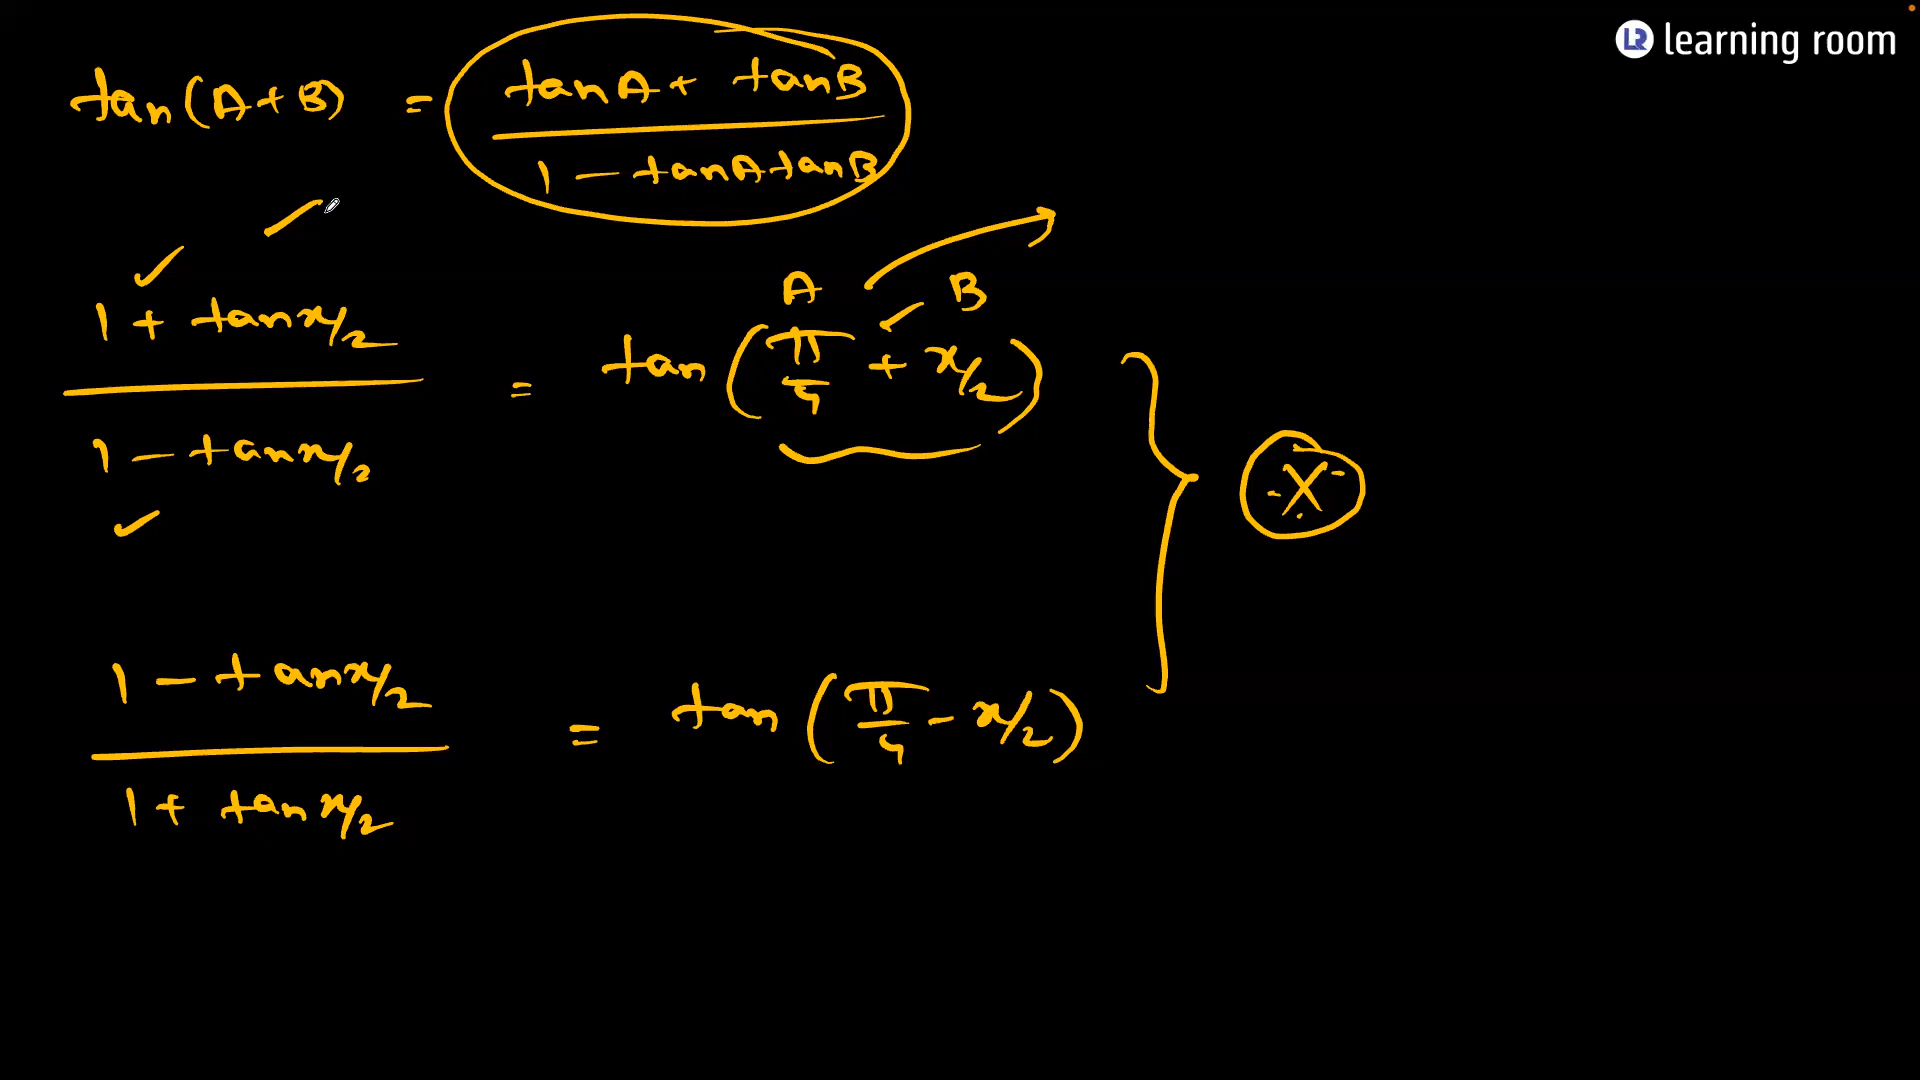 learning room
tan(A+B) = tanA + tanB / 1 - tanA tanB
A B
1 + tan x/2 / 1 - tan x/2 = tan(π/4 + x/2)
X
1 - tan x/2 / 1 + tan x/2 = tan(π/4 - x/2)